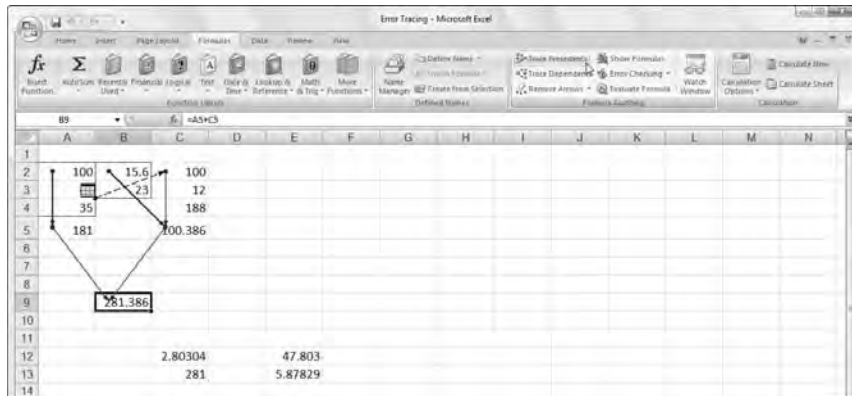 Error Tracing - Microsoft Excel
Home Insert Page Layout Formulas Data Review View
fx Σ
Insert Function AutoSum Recently Used Financial Logical Text Date & Time Lookup & Reference Math & Trig More Functions
Function Library
Name Manager Define Name Create from Selection
Defined Names
Trace Precedents Trace Dependents Remove Arrows Show Formulas Error Checking Evaluate Formula Watch Window
Formula Auditing
Calculation Options Calculate Now Calculate Sheet
Calculation
B9 fx =A5+C5
A B C D E F G H I J K L M N
1
2 100 15.6 100
3 23 12
4 35 188
5 181 100.386
6
7
8
9 281.386
10
11
12 2.80304 47.803
13 281 5.87829
14